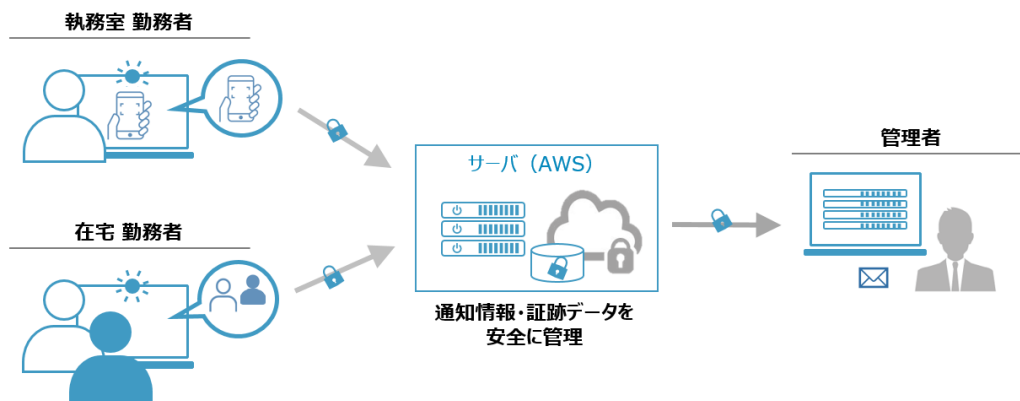 執務室 勤務者
在宅 勤務者
サーバ（AWS）
通知情報・証跡データを
安全に管理
管理者